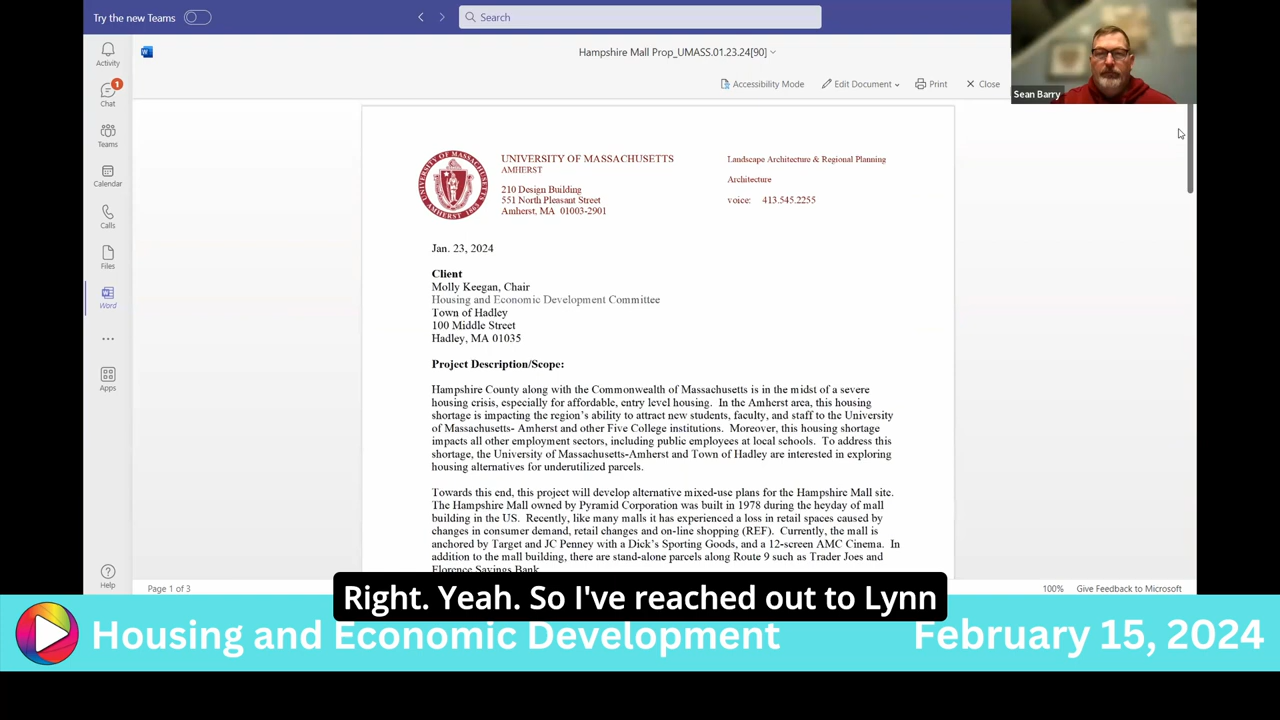 Try the new Teams
Search
Hampshire Mall Prop_UMASS.01.23.24[90]
Accessibility Mode
Edit Document
Print
Close
Sean Barry
Activity
1
Chat
Teams
Calendar
Calls
Files
Word
Apps
Help
UNIVERSITY OF MASSACHUSETTS
AMHERST
210 Design Building
551 North Pleasant Street
Amherst, MA 01003-2901
Landscape Architecture & Regional Planning
Architecture
voice: 413.545.2255
Jan. 23, 2024
Client
Molly Keegan, Chair
Housing and Economic Development Committee
Town of Hadley
100 Middle Street
Hadley, MA 01035
Project Description/Scope:
Hampshire County along with the Commonwealth of Massachusetts is in the midst of a severe
housing crisis, especially for affordable, entry level housing. In the Amherst area, this housing
shortage is impacting the region's ability to attract new students, faculty, and staff to the University
of Massachusetts- Amherst and other Five College institutions. Moreover, this housing shortage
impacts all other employment sectors, including public employees at local schools. To address this
shortage, the University of Massachusetts-Amherst and Town of Hadley are interested in exploring
housing alternatives for underutilized parcels.
Towards this end, this project will develop alternative mixed-use plans for the Hampshire Mall site.
The Hampshire Mall owned by Pyramid Corporation was built in 1978 during the heyday of mall
building in the US. Recently, like many malls it has experienced a loss in retail spaces caused by
changes in consumer demand, retail changes and on-line shopping (REF). Currently, the mall is
anchored by Target and JC Penney with a Dick's Sporting Goods, and a 12-screen AMC Cinema. In
addition to the mall building, there are stand-alone parcels along Route 9 such as Trader Joes and
Florence Savings Bank.
Page 1 of 3
100%
Give Feedback to Microsoft
Right. Yeah. So I've reached out to Lynn
Housing and Economic Development
February 15, 2024